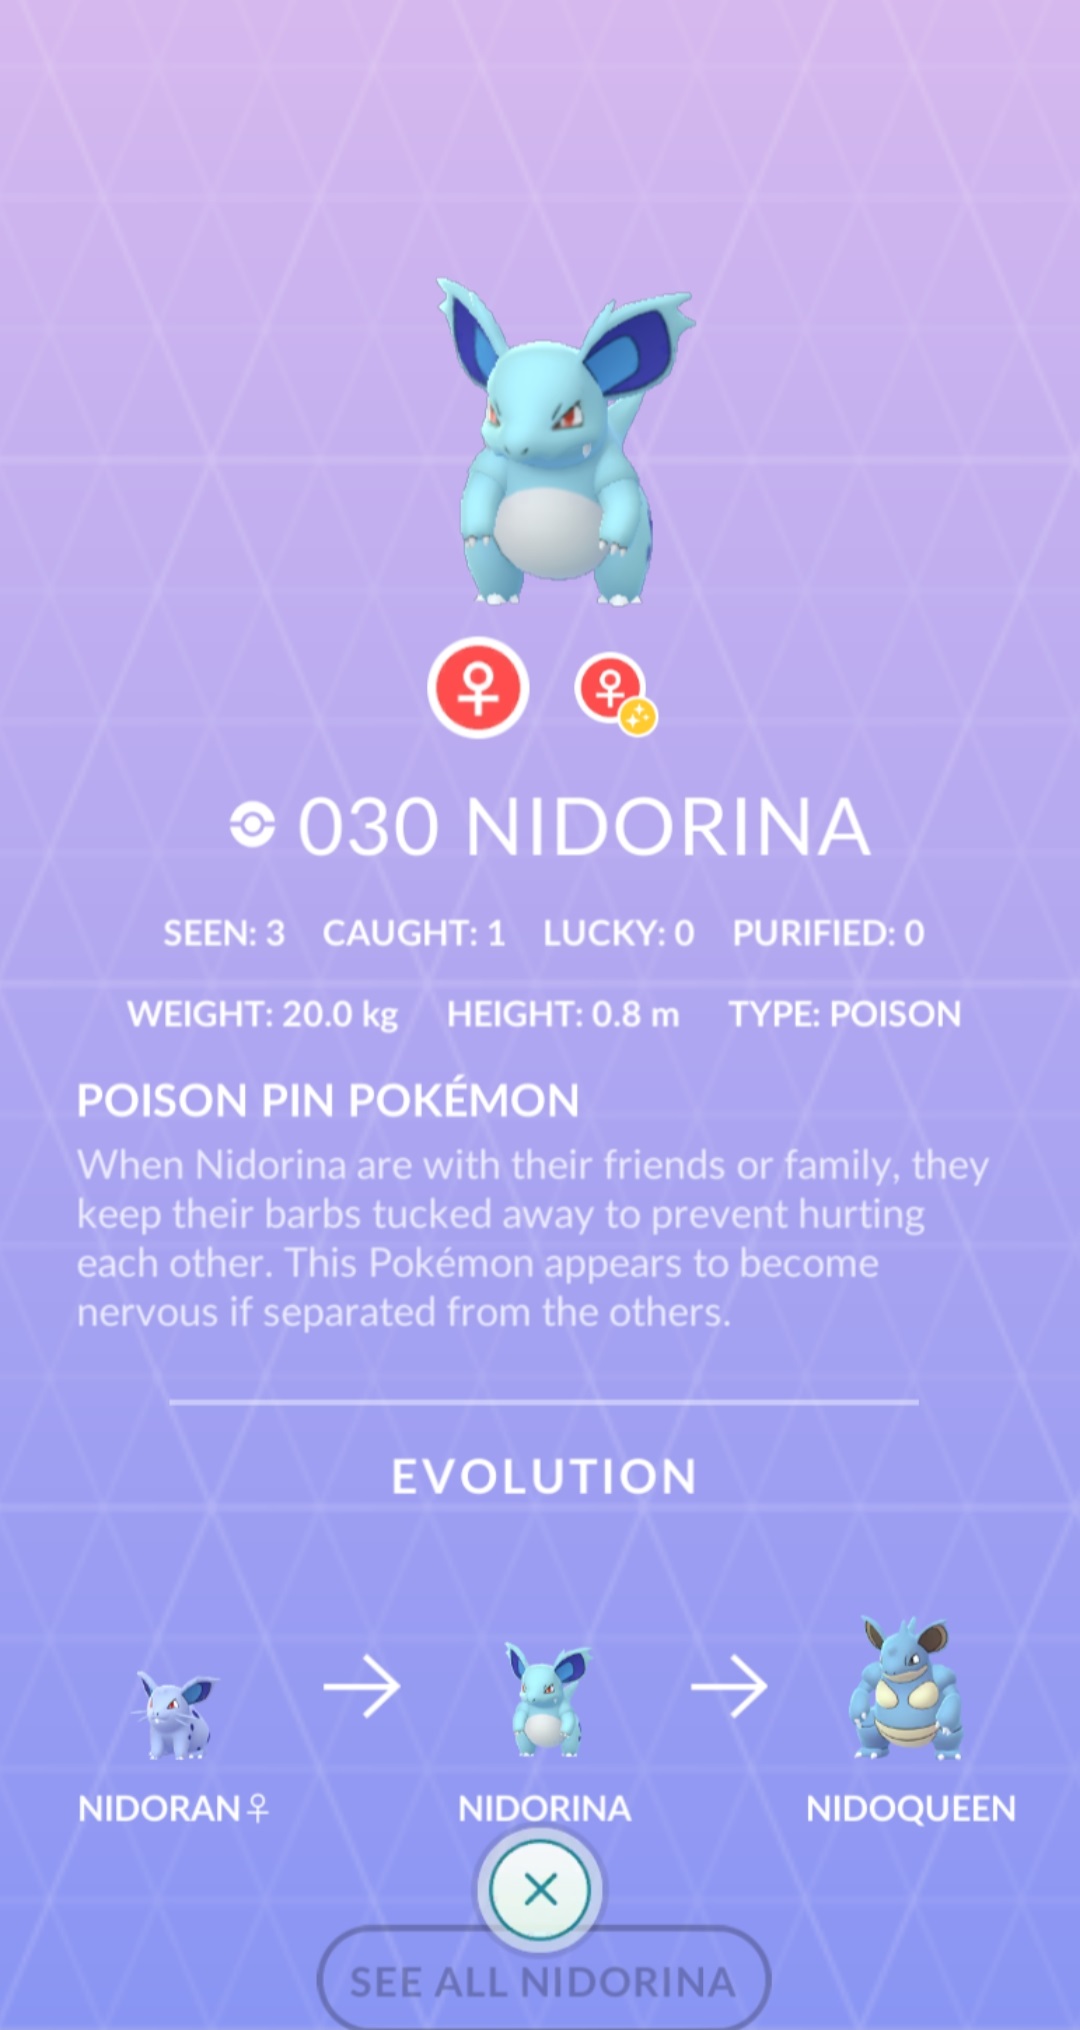 030 NIDORINA
SEEN: 3 CAUGHT: 1 LUCKY: 0 PURIFIED: 0
WEIGHT: 20.0 kg HEIGHT: 0.8 m TYPE: POISON
POISON PIN POKÉMON
When Nidorina are with their friends or family, they
keep their barbs tucked away to prevent hurting
each other. This Pokémon appears to become
nervous if separated from the others.
EVOLUTION
NIDORAN♀ NIDORINA NIDOQUEEN
SEE ALL NIDORINA